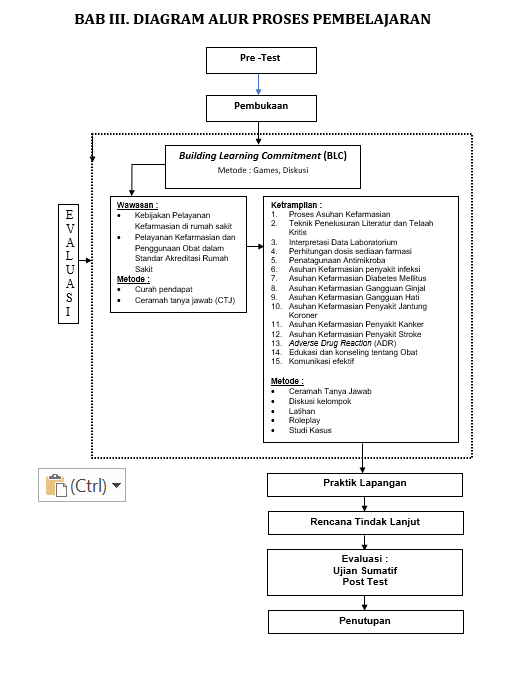 BAB III. DIAGRAM ALUR PROSES PEMBELAJARAN
Pre -Test
Pembukaan
Building Learning Commitment (BLC)
Metode : Games, Diskusi
EVALUASI
Wawasan :
• Kebijakan Pelayanan
Kefarmasian di rumah sakit
• Pelayanan Kefarmasian dan
Penggunaan Obat dalam
Standar Akreditasi Rumah
Sakit
Metode :
• Curah pendapat
• Ceramah tanya jawab (CTJ)
Ketrampilan :
1. Proses Asuhan Kefarmasian
2. Teknik Penelusuran Literatur dan Telaah
Kritis
3. Interpretasi Data Laboratorium
4. Perhitungan dosis sediaan farmasi
5. Penatagunaan Antimikroba
6. Asuhan Kefarmasian penyakit infeksi
7. Asuhan Kefarmasian Diabetes Mellitus
8. Asuhan Kefarmasian Gangguan Ginjal
9. Asuhan Kefarmasian Gangguan Hati
10. Asuhan Kefarmasian Penyakit Jantung
Koroner
11. Asuhan Kefarmasian Penyakit Kanker
12. Asuhan Kefarmasian Penyakit Stroke
13. Adverse Drug Reaction (ADR)
14. Edukasi dan konseling tentang Obat
15. Komunikasi efektif
Metode :
• Ceramah Tanya Jawab
• Diskusi kelompok
• Latihan
• Roleplay
• Studi Kasus
(Ctrl)
Praktik Lapangan
Rencana Tindak Lanjut
Evaluasi :
Ujian Sumatif
Post Test
Penutupan